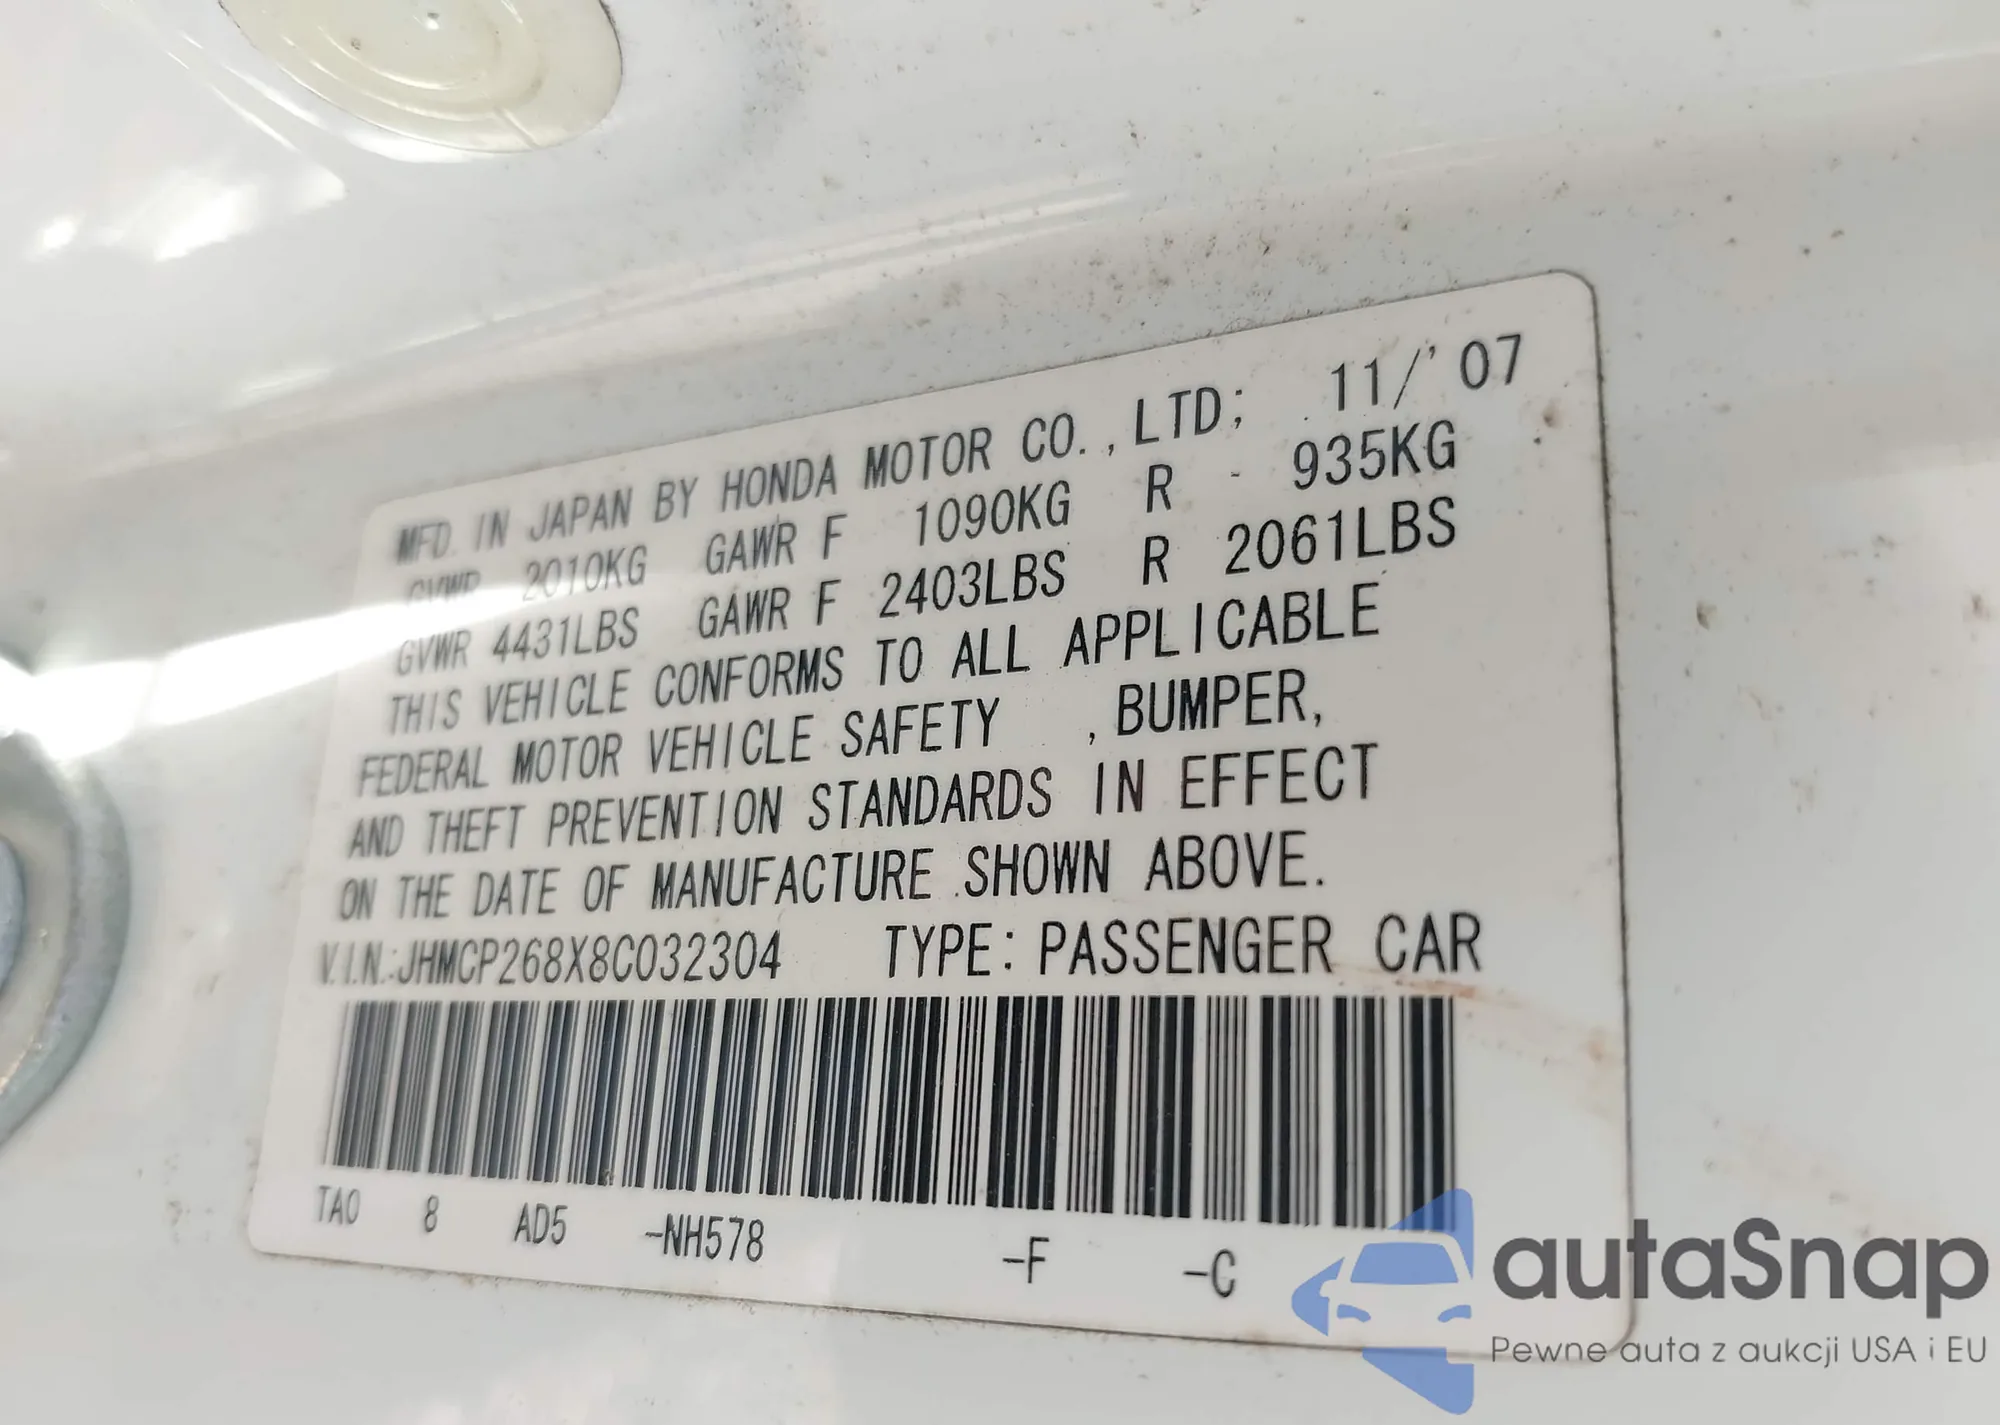 MFD. IN JAPAN BY HONDA MOTOR CO.,LTD; 11/'07
GVWR 2010KG GAWR F 1090KG R 935KG
GVWR 4431LBS GAWR F 2403LBS R 2061LBS
THIS VEHICLE CONFORMS TO ALL APPLICABLE
FEDERAL MOTOR VEHICLE SAFETY , BUMPER,
AND THEFT PREVENTION STANDARDS IN EFFECT
ON THE DATE OF MANUFACTURE SHOWN ABOVE.
V.I.N.:JHMCP268X8C032304 TYPE: PASSENGER CAR
TA0 8 AD5 -NH578 -F -C
autaSnap
Pewne auta z aukcji USA i EU